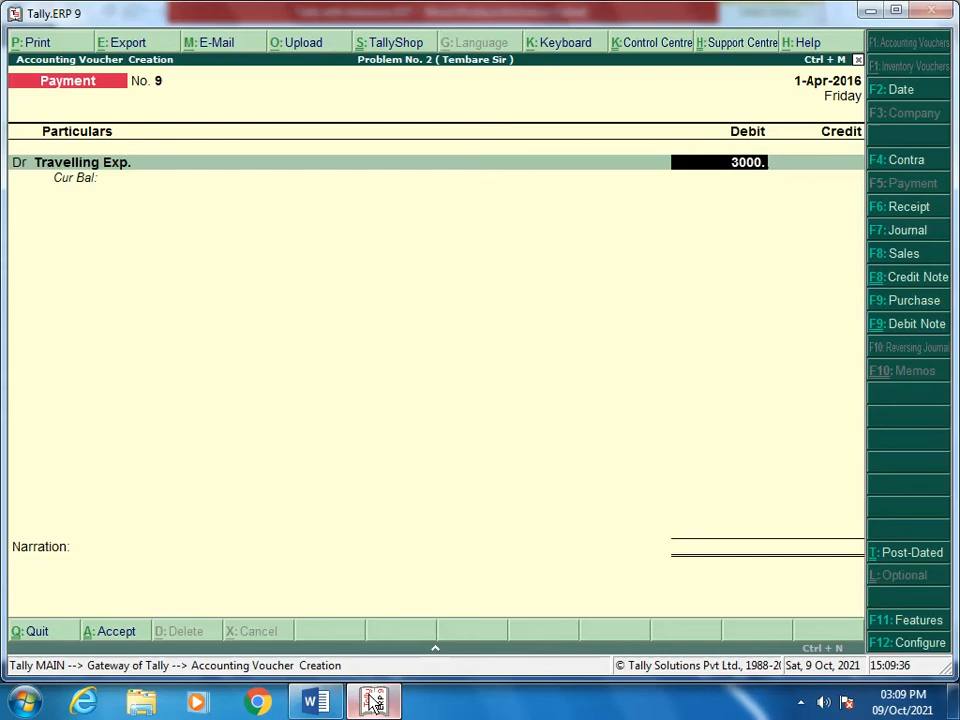 Tally.ERP 9
P: Print E: Export M: E-Mail O: Upload S: TallyShop G: Language K: Keyboard K: Control Centre H: Support Centre H: Help
F1: Accounting Vouchers
Accounting Voucher Creation Problem No. 2 ( Tembare Sir ) Ctrl + M
F1: Inventory Vouchers
Payment No. 9 1-Apr-2016
F2: Date
Friday
F3: Company
Particulars Debit Credit
Dr Travelling Exp. 3000.
F4: Contra
Cur Bal:
F5: Payment
F6: Receipt
F7: Journal
F8: Sales
F8: Credit Note
F9: Purchase
F9: Debit Note
F10: Reversing Journal
F10: Memos
Narration:
T: Post-Dated
L: Optional
F11: Features
Q: Quit A: Accept D: Delete X: Cancel
F12: Configure
Ctrl + N
Tally MAIN --> Gateway of Tally --> Accounting Voucher Creation © Tally Solutions Pvt Ltd., 1988-20 Sat, 9 Oct, 2021 15:09:36
03:09 PM
09/Oct/2021